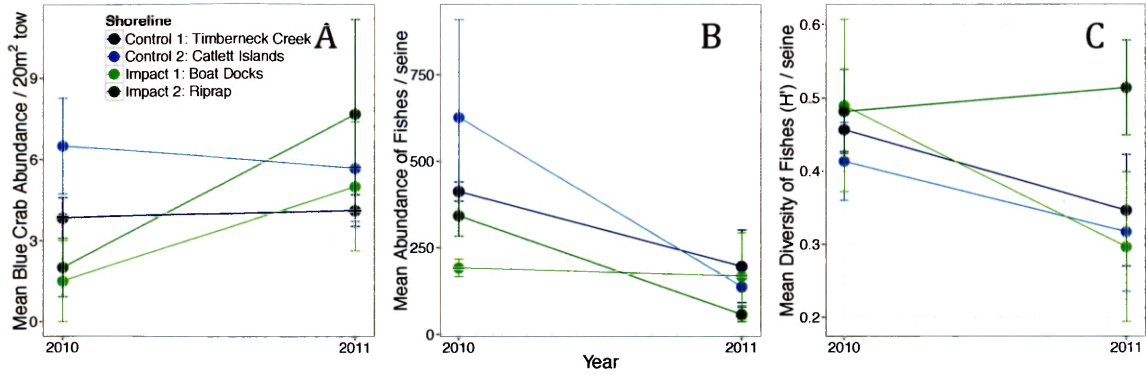 Mean Blue Crab Abundance / 20m² tow
9
6
3
0
Shoreline
Control 1: Timberneck Creek
Control 2: Catlett Islands
Impact 1: Boat Docks
Impact 2: Riprap
A
2010
2011
Mean Abundance of Fishes / seine
750
500
250
0
B
2010
2011
Year
Mean Diversity of Fishes (H') / seine
0.6
0.5
0.4
0.3
0.2
C
2010
2011